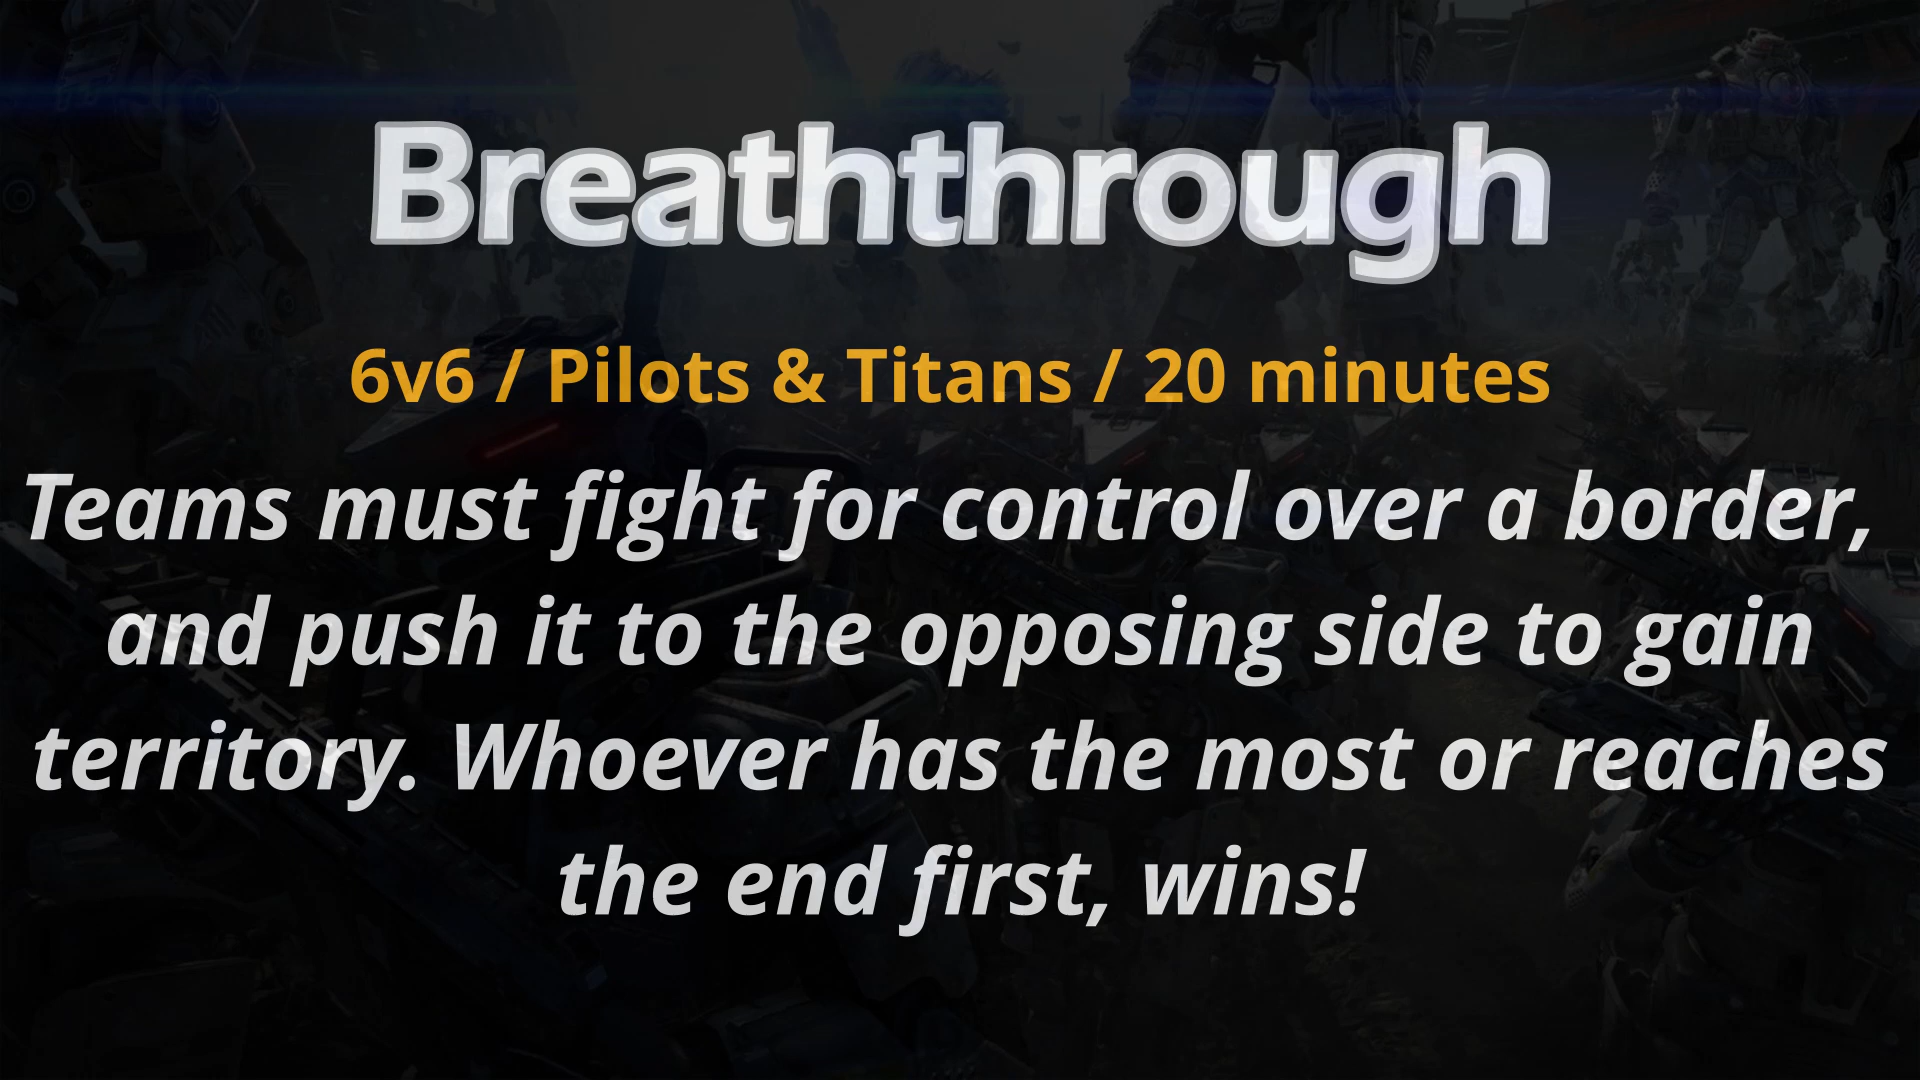 Breaththrough
6v6 / Pilots & Titans / 20 minutes
Teams must fight for control over a border,
and push it to the opposing side to gain
territory. Whoever has the most or reaches
the end first, wins!